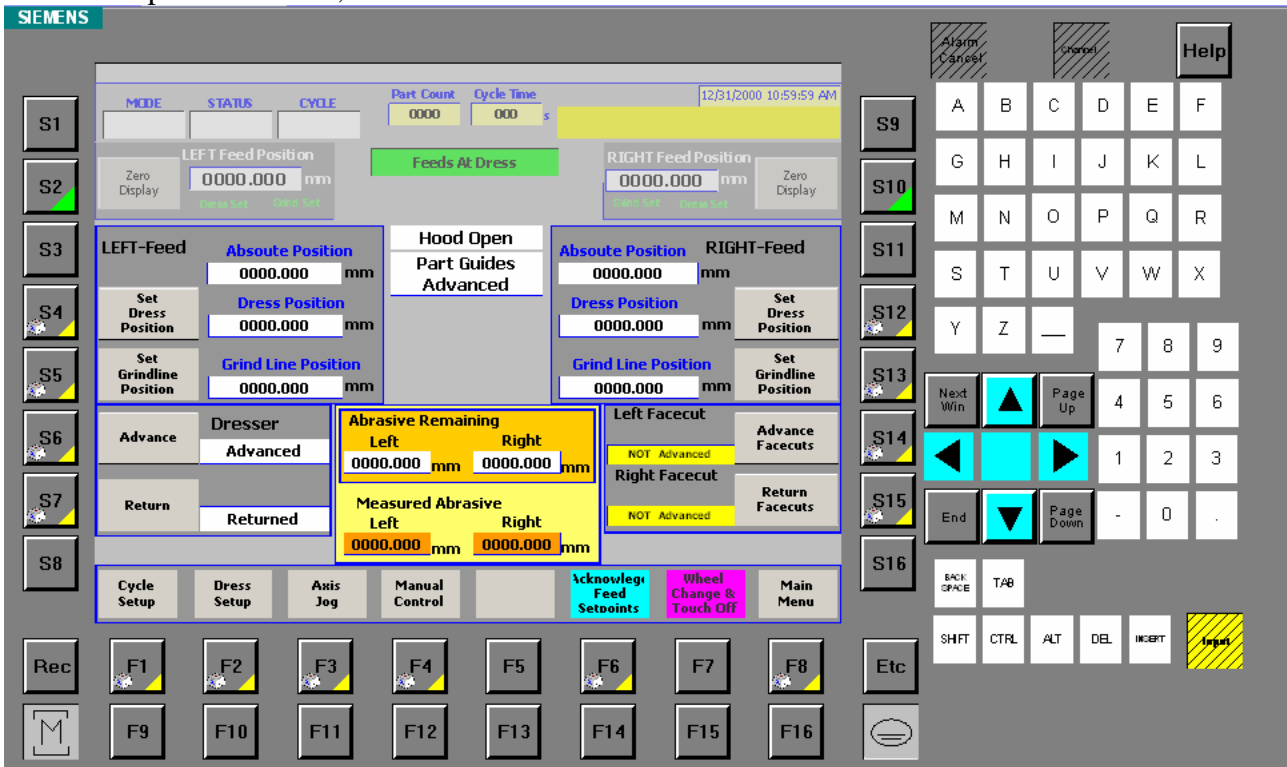 SIEMENS
Alarm Cancel
Channel
Help
MODE STATUS CYCLE Part Count Cycle Time 12/31/2000 10:59:59 AM
0000 000 s
S1
S9
A B C D E F
LEFT Feed Position
Feeds At Dress
RIGHT Feed Position
Zero Display
0000.000 mm
0000.000 mm
Zero Display
Dress Set Grind Set
Grind Set Dress Set
S2
S10
G H I J K L
M N O P Q R
S3
S11
LEFT-Feed
Absoute Position
0000.000 mm
Hood Open
Part Guides
Advanced
Absoute Position
RIGHT-Feed
0000.000 mm
S T U V W X
S4
Set
Dress
Position
Dress Position
0000.000 mm
Dress Position
0000.000 mm
Set
Dress
Position
S12
Y Z __
7 8 9
S5
Set
Grindline
Position
Grind Line Position
0000.000 mm
Grind Line Position
0000.000 mm
Set
Grindline
Position
S13
Next Win
Page Up
4 5 6
S6
Advance
Dresser
Advanced
Abrasive Remaining
Left Right
0000.000 mm 0000.000 mm
Left Facecut
NOT Advanced
Advance
Facecuts
S14
1 2 3
S7
Return
Returned
Measured Abrasive
Left Right
0000.000 mm 0000.000 mm
Right Facecut
NOT Advanced
Return
Facecuts
S15
End
Page Down
- 0 .
S8
S16
Cycle Setup
Dress Setup
Axis Jog
Manual Control
Acknowlege
Feed
Setpoints
Wheel
Change &
Touch Off
Main Menu
BACK SPACE
TAB
SHIFT CTRL ALT DEL INSERT Input
Rec F1 F2 F3 F4 F5 F6 F7 F8 Etc
M F9 F10 F11 F12 F13 F14 F15 F16